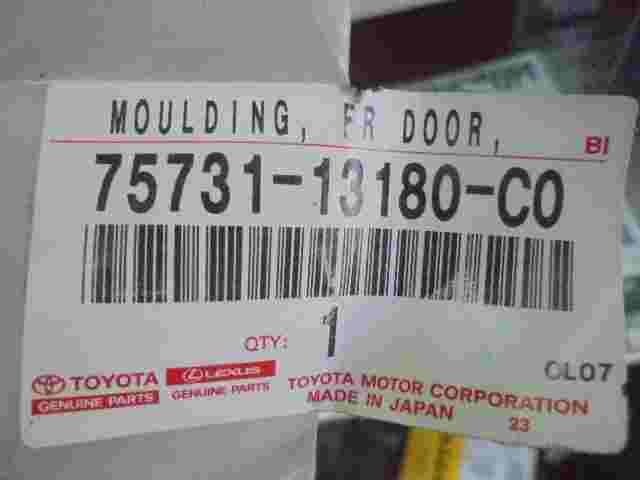 MOULDING, FR DOOR,
BI
75731-13180-C0
QTY: 1
OL07
TOYOTA
GENUINE PARTS
LEXUS
GENUINE PARTS
TOYOTA MOTOR CORPORATION
MADE IN JAPAN
23